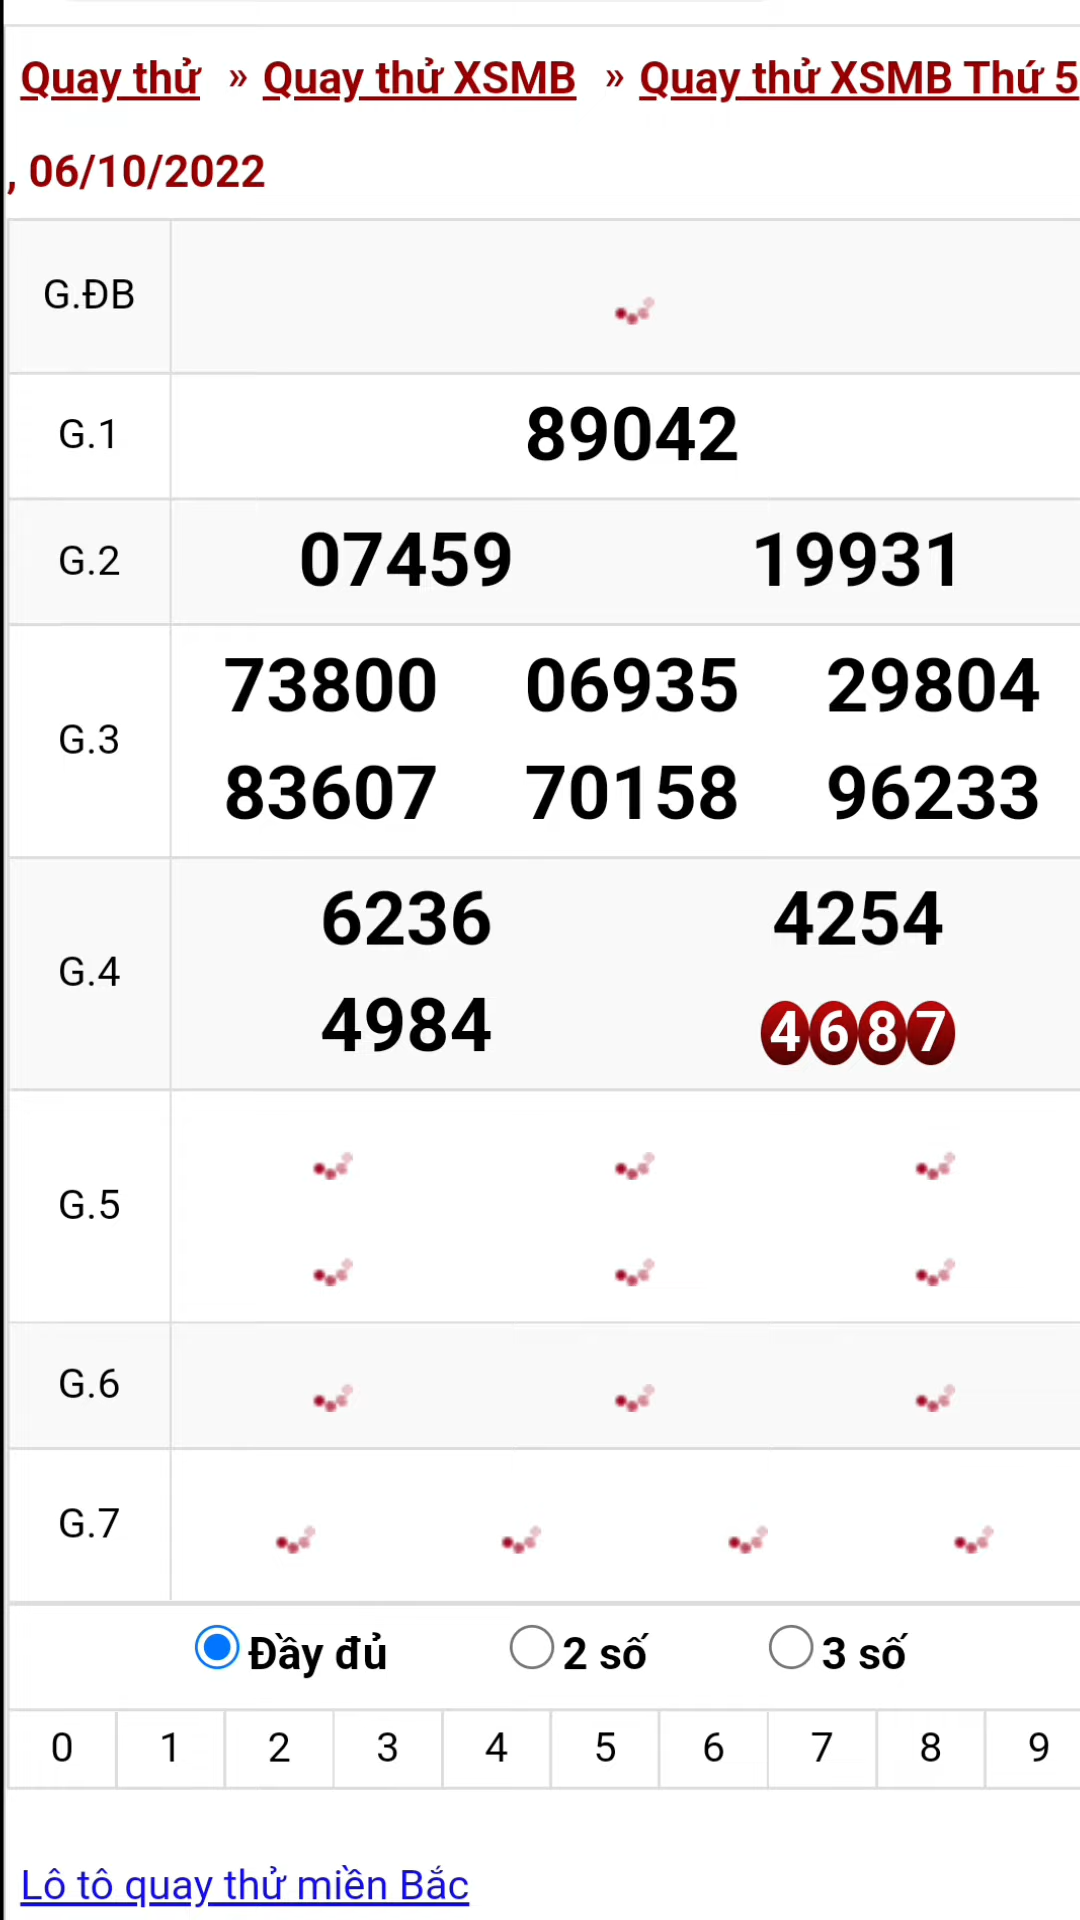 Quay thử » Quay thử XSMB » Quay thử XSMB Thứ 5
, 06/10/2022
G.ĐB
G.1 89042
G.2 07459 19931
G.3 73800 06935 29804
83607 70158 96233
G.4 6236 4254
4984 4687
G.5
G.6
G.7
Đầy đủ 2 số 3 số
0 1 2 3 4 5 6 7 8 9
Lô tô quay thử miền Bắc